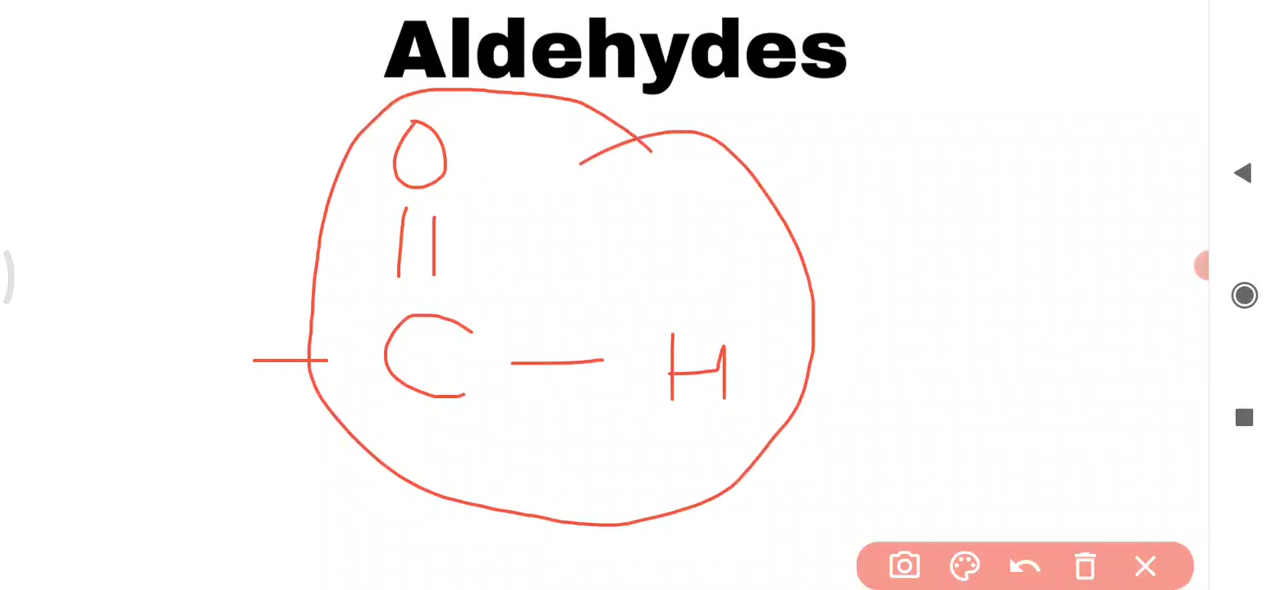 Aldehydes
O
||
— C — H